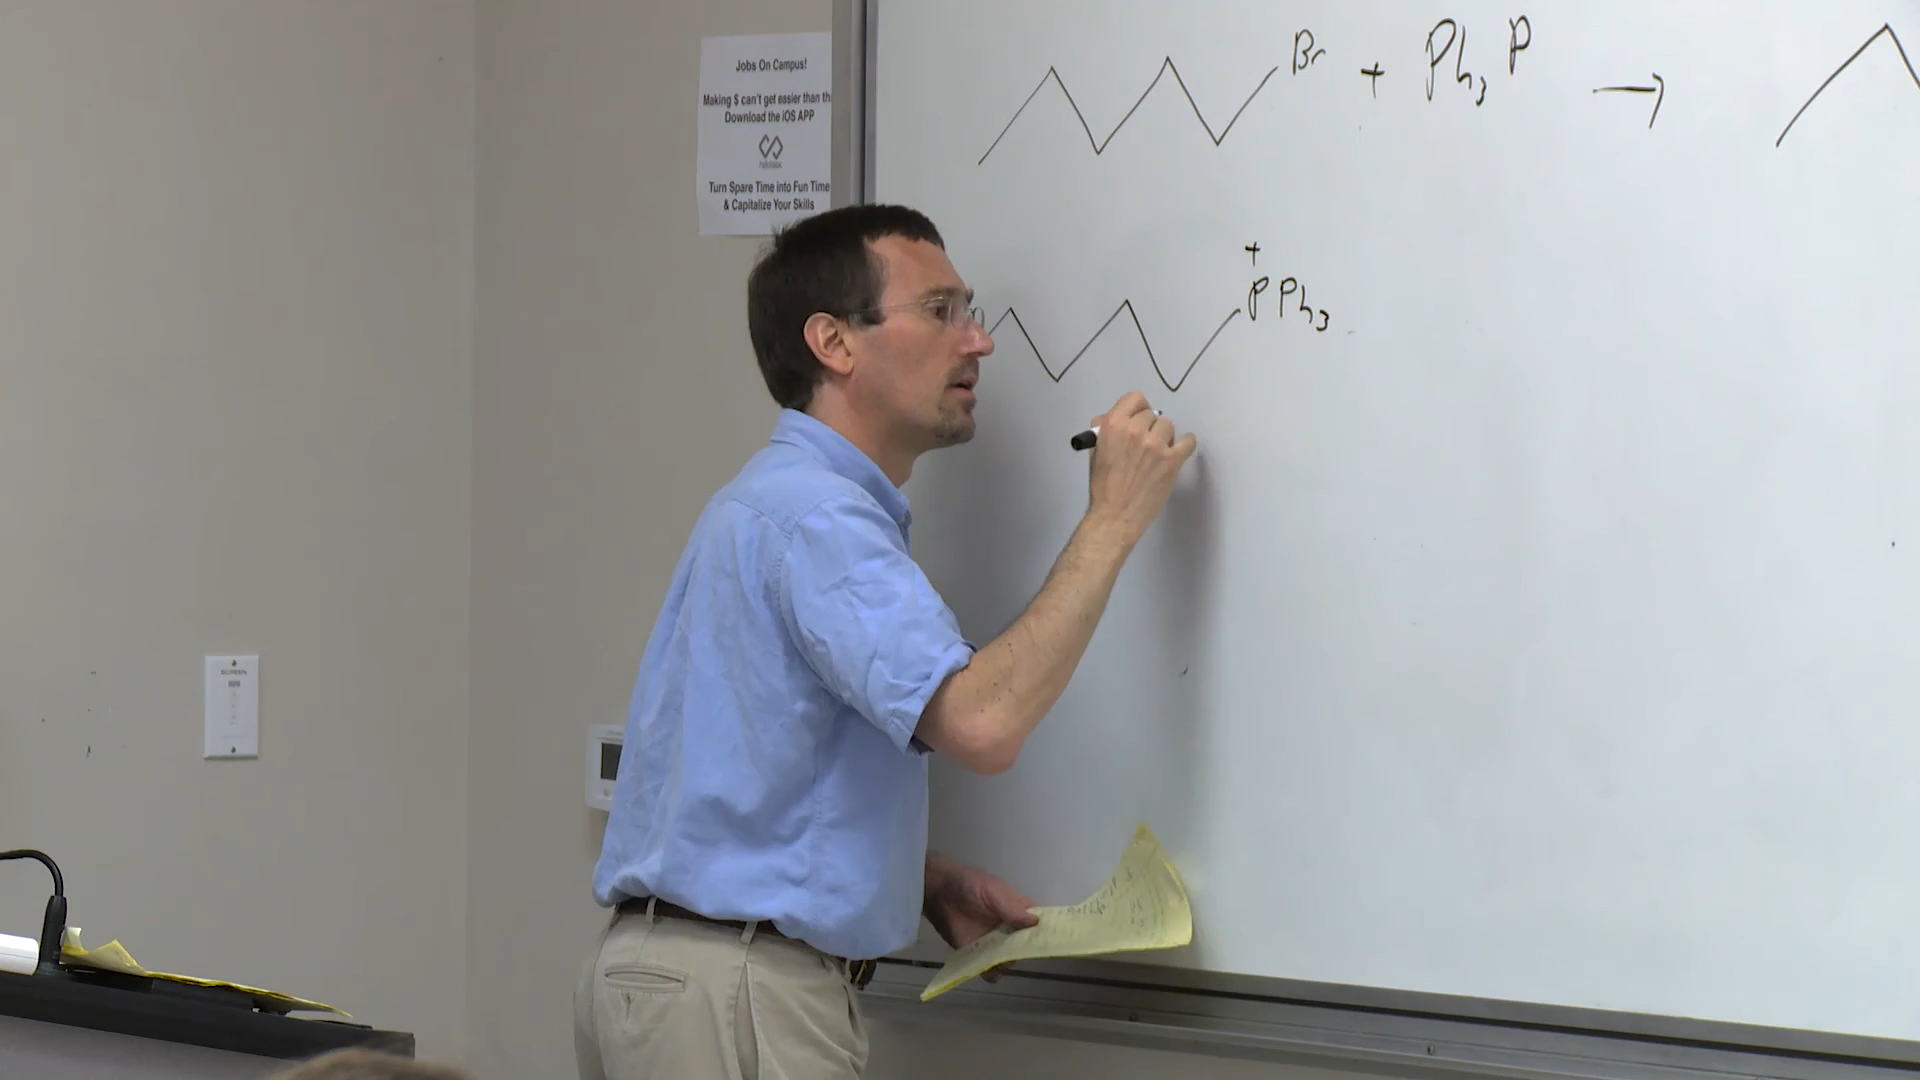 Jobs On Campus!
Making $ can't get easier than th
Download the iOS APP
Turn Spare Time into Fun Time
& Capitalize Your Skills
Br + Ph3P →
+
PPh3
SCREEN